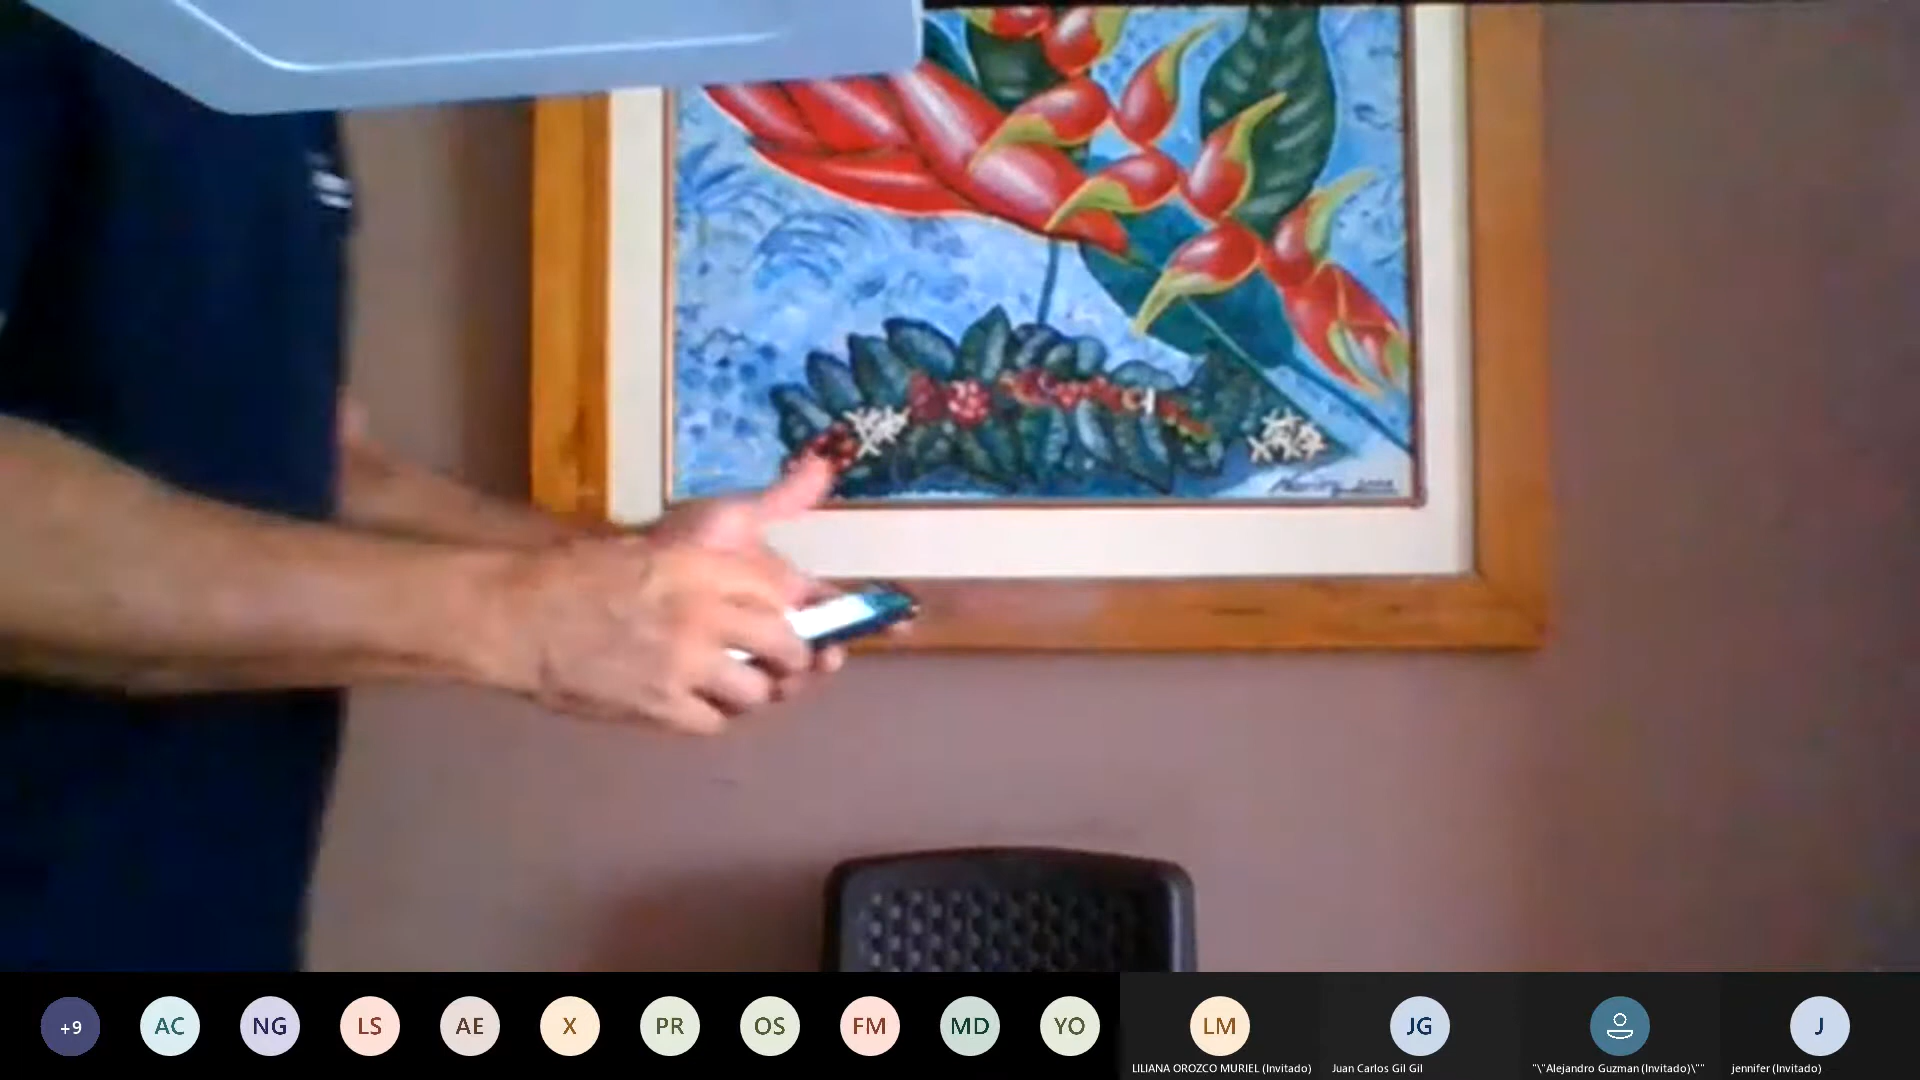 +9
AC
NG
LS
AE
X
PR
OS
FM
MD
YO
LM
JG
J
LILIANA OROZCO MURIEL (Invitado)
Juan Carlos Gil Gil
"\"Alejandro Guzman (Invitado)\""
jennifer (Invitado)